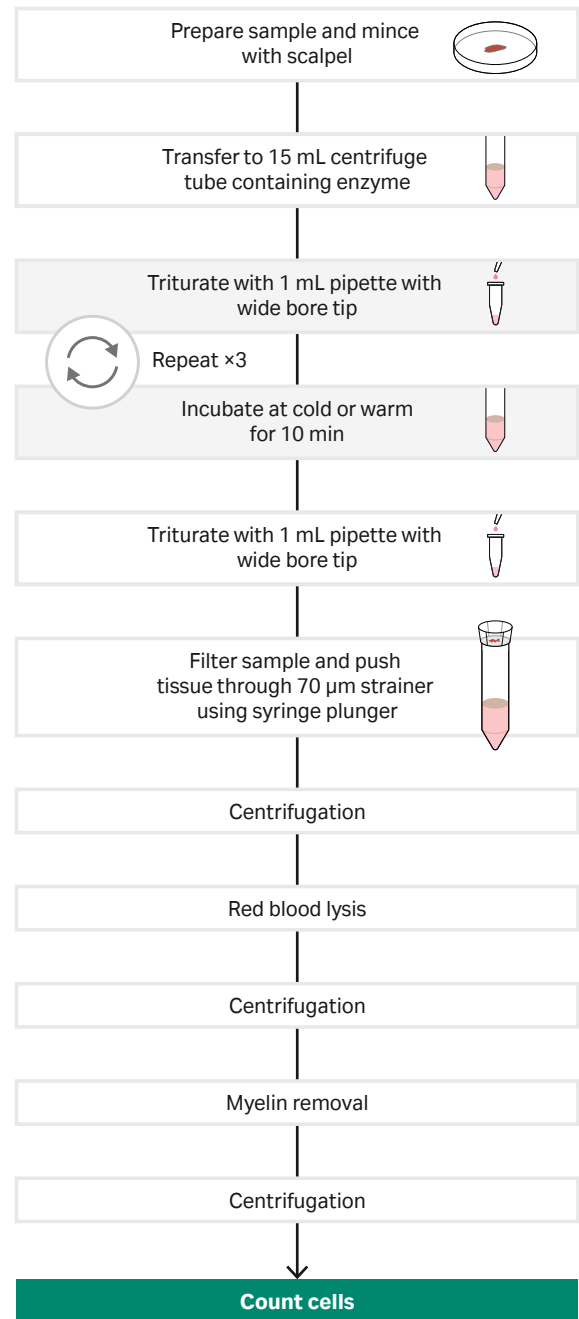 Prepare sample and mince
with scalpel
Transfer to 15 mL centrifuge
tube containing enzyme
Triturate with 1 mL pipette with
wide bore tip
Repeat ×3
Incubate at cold or warm
for 10 min
Triturate with 1 mL pipette with
wide bore tip
Filter sample and push
tissue through 70 µm strainer
using syringe plunger
Centrifugation
Red blood lysis
Centrifugation
Myelin removal
Centrifugation
Count cells